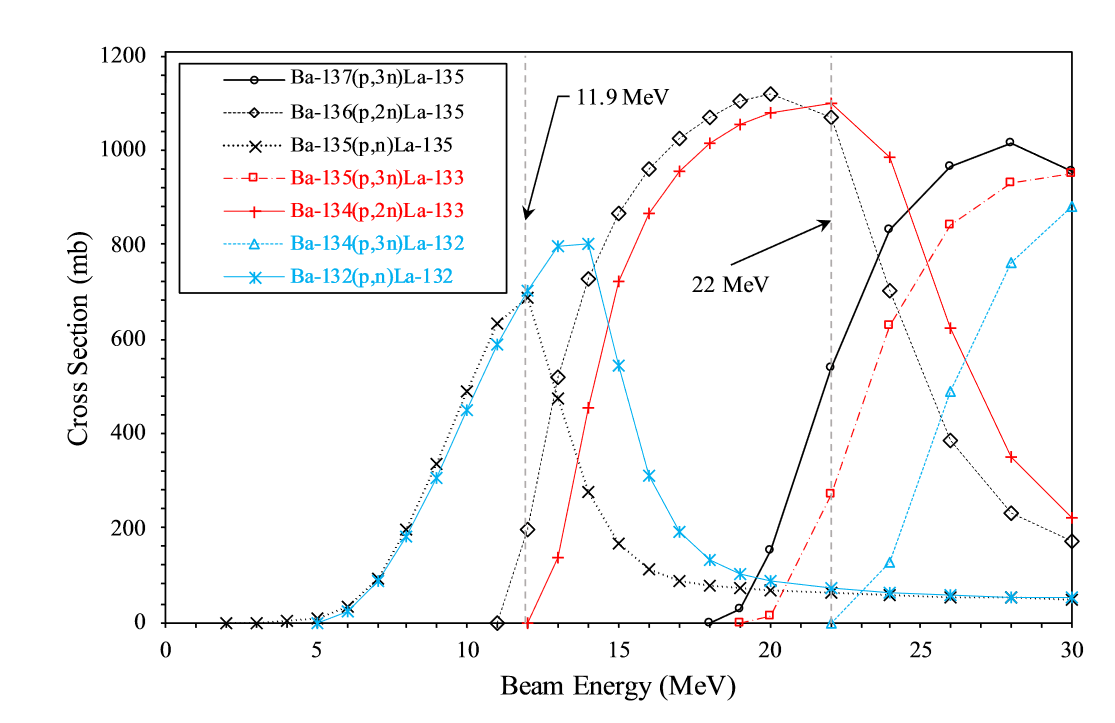 1200
1000
800
600
400
200
0
Cross Section (mb)
Ba-137(p,3n)La-135
Ba-136(p,2n)La-135
Ba-135(p,n)La-135
Ba-135(p,3n)La-133
Ba-134(p,2n)La-133
Ba-134(p,3n)La-132
Ba-132(p,n)La-132
11.9 MeV
22 MeV
0 5 10 15 20 25 30
Beam Energy (MeV)